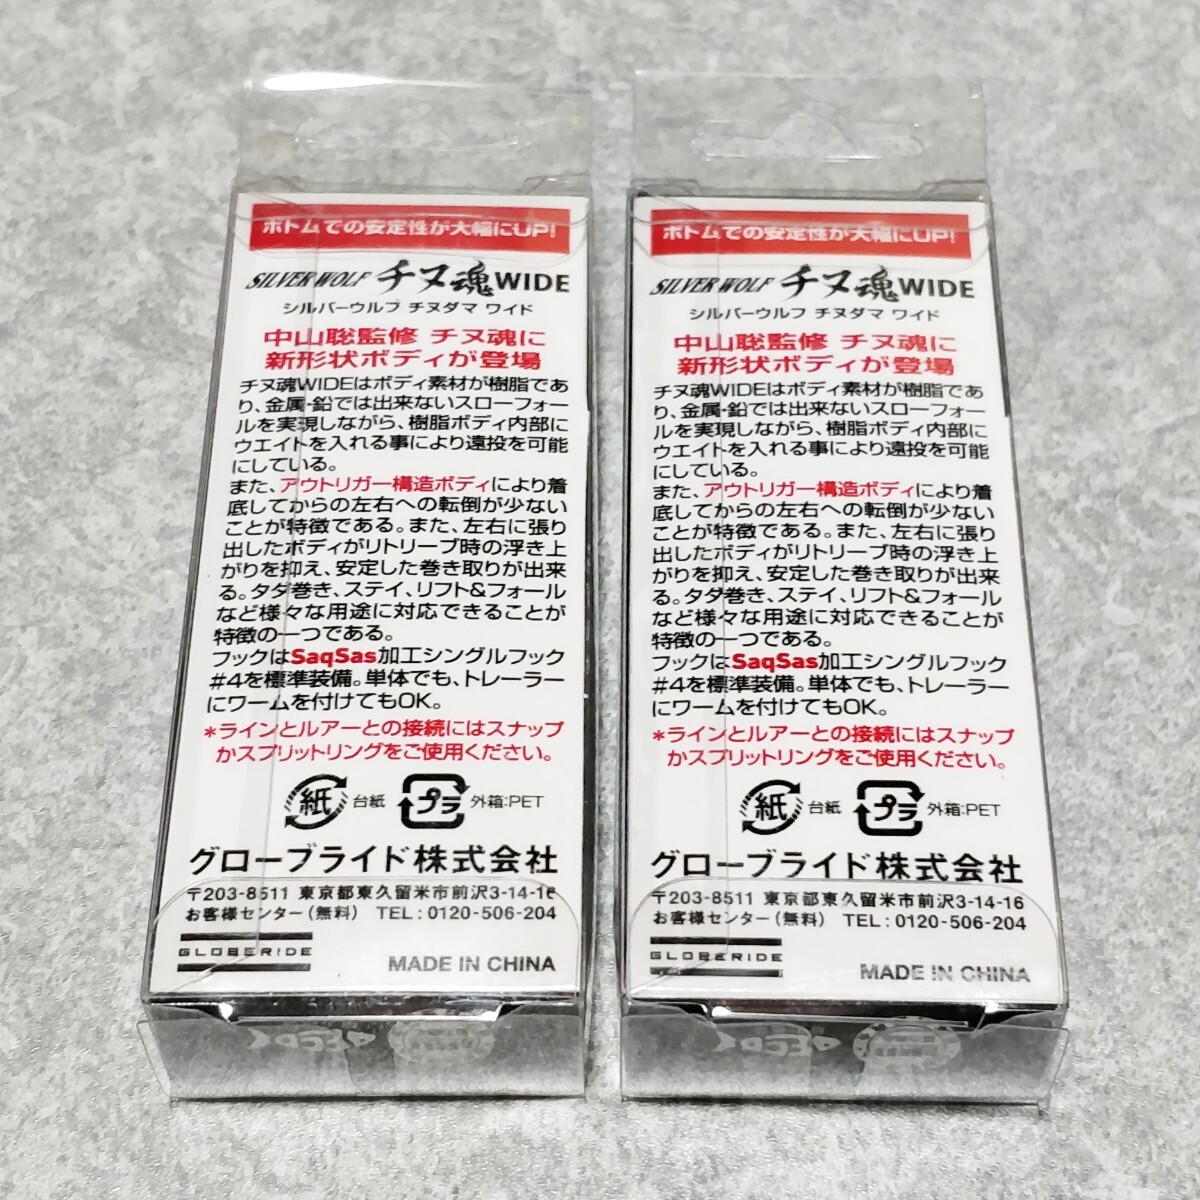 ボトムでの安定性が大幅にUP!
SILVER WOLF チヌ魂WIDE
シルバーウルフ チヌダマ ワイド
中山聡監修 チヌ魂に
新形状ボディが登場
チヌ魂WIDEはボディ素材が樹脂であ
り、金属・鉛では出来ないスローフォー
ルを実現しながら、樹脂ボディ内部に
ウエイトを入れる事により遠投を可能
にしている。
また、アウトリガー構造ボディにより着
底してからの左右への転倒が少ない
ことが特徴である。また、左右に張り
出したボディがリトリーブ時の浮き上
がりを抑え、安定した巻き取りが出来
る。タダ巻き、ステイ、リフト&フォール
など様々な用途に対応できることが
特徴の一つである。
フックはSaqSas加工シングルフック
#4を標準装備。単体でも、トレーラー
にワームを付けてもOK。
*ラインとルアーとの接続にはスナップ
かスプリットリングをご使用ください。
紙 台紙 プラ 外箱:PET
グローブライド株式会社
〒203-8511 東京都東久留米市前沢3-14-16
お客様センター(無料) TEL:0120-506-204
GLOBERIDE MADE IN CHINA
ボトムでの安定性が大幅にUP!
SILVER WOLF チヌ魂WIDE
シルバーウルフ チヌダマ ワイド
中山聡監修 チヌ魂に
新形状ボディが登場
チヌ魂WIDEはボディ素材が樹脂であ
り、金属・鉛では出来ないスローフォー
ルを実現しながら、樹脂ボディ内部に
ウエイトを入れる事により遠投を可能
にしている。
また、アウトリガー構造ボディにより着
底してからの左右への転倒が少ない
ことが特徴である。また、左右に張り
出したボディがリトリーブ時の浮き上
がりを抑え、安定した巻き取りが出来
る。タダ巻き、ステイ、リフト&フォール
など様々な用途に対応できることが
特徴の一つである。
フックはSaqSas加工シングルフック
#4を標準装備。単体でも、トレーラー
にワームを付けてもOK。
*ラインとルアーとの接続にはスナップ
かスプリットリングをご使用ください。
紙 台紙 プラ 外箱:PET
グローブライド株式会社
〒203-8511 東京都東久留米市前沢3-14-16
お客様センター(無料) TEL:0120-506-204
GLOBERIDE MADE IN CHINA